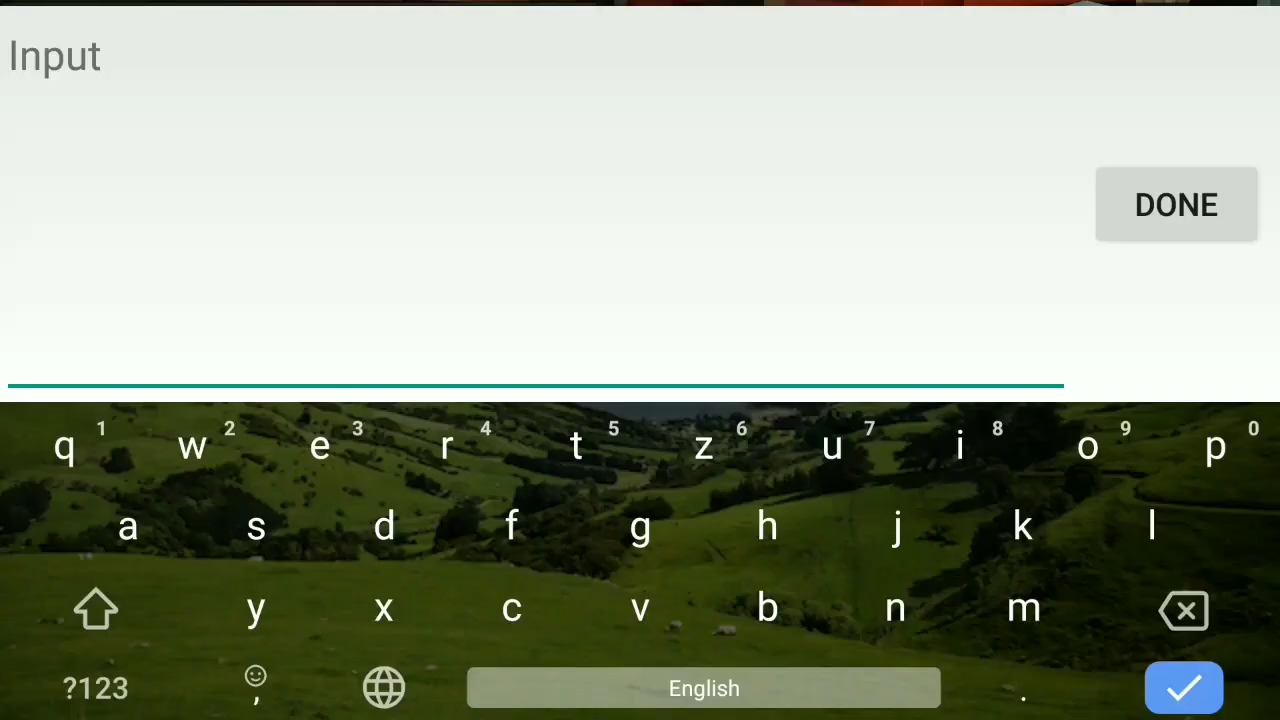 Input
DONE
q 1 w 2 e 3 r 4 t 5 z 6 u 7 i 8 o 9 p 0
a s d f g h j k l
y x c v b n m
?123 , English .